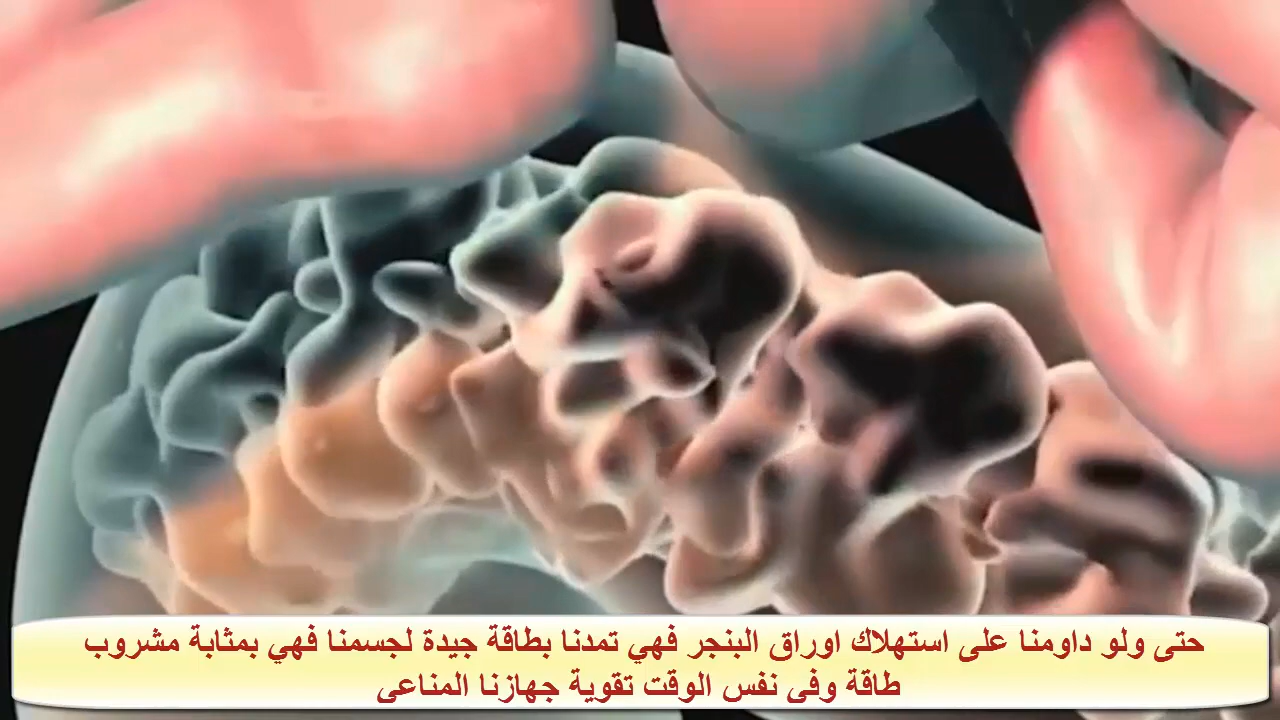 حتى ولو داومنا على استهلاك اوراق البنجر فهي تمدنا بطاقة جيدة لجسمنا فهي بمثابة مشروب
طاقة وفى نفس الوقت تقوية جهازنا المناعى